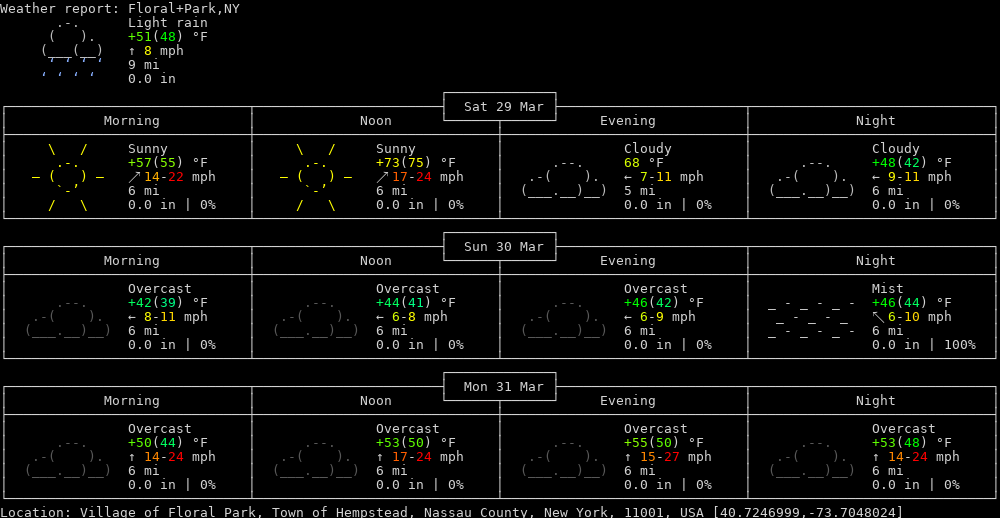 Weather report: Floral+Park,NY
Light rain
+51(48) °F
↑ 8 mph
9 mi
0.0 in
Sat 29 Mar
Morning Noon Evening Night
Sunny Sunny Cloudy Cloudy
+57(55) °F +73(75) °F 68 °F +48(42) °F
↗ 14-22 mph ↗ 17-24 mph ← 7-11 mph ← 9-11 mph
6 mi 6 mi 5 mi 6 mi
0.0 in | 0% 0.0 in | 0% 0.0 in | 0% 0.0 in | 0%
Sun 30 Mar
Morning Noon Evening Night
Overcast Overcast Overcast Mist
+42(39) °F +44(41) °F +46(42) °F +46(44) °F
← 8-11 mph ← 6-8 mph ← 6-9 mph ↖ 6-10 mph
6 mi 6 mi 6 mi 6 mi
0.0 in | 0% 0.0 in | 0% 0.0 in | 0% 0.0 in | 100%
Mon 31 Mar
Morning Noon Evening Night
Overcast Overcast Overcast Overcast
+50(44) °F +53(50) °F +55(50) °F +53(48) °F
↑ 14-24 mph ↑ 17-24 mph ↑ 15-27 mph ↑ 14-24 mph
6 mi 6 mi 6 mi 6 mi
0.0 in | 0% 0.0 in | 0% 0.0 in | 0% 0.0 in | 0%
Location: Village of Floral Park, Town of Hempstead, Nassau County, New York, 11001, USA [40.7246999,-73.7048024]